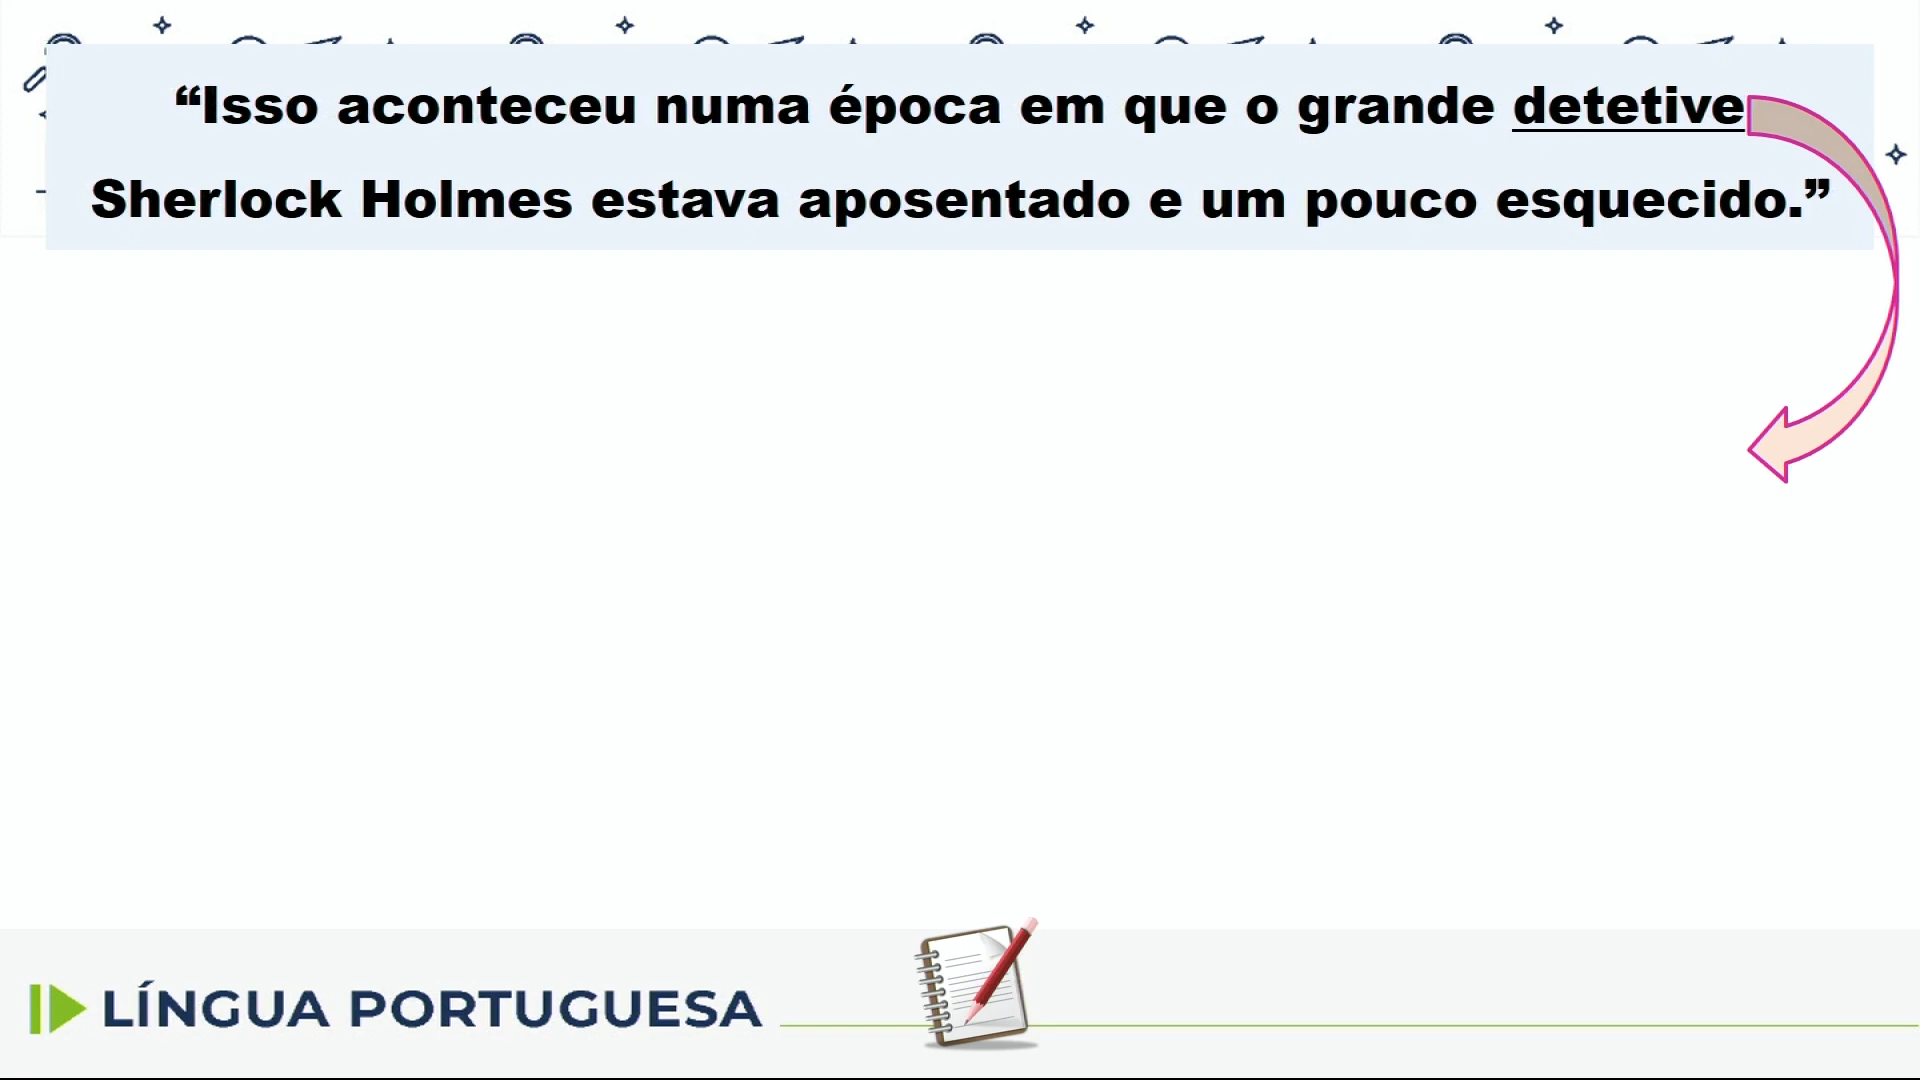 “Isso aconteceu numa época em que o grande detetive
Sherlock Holmes estava aposentado e um pouco esquecido.”
LÍNGUA PORTUGUESA